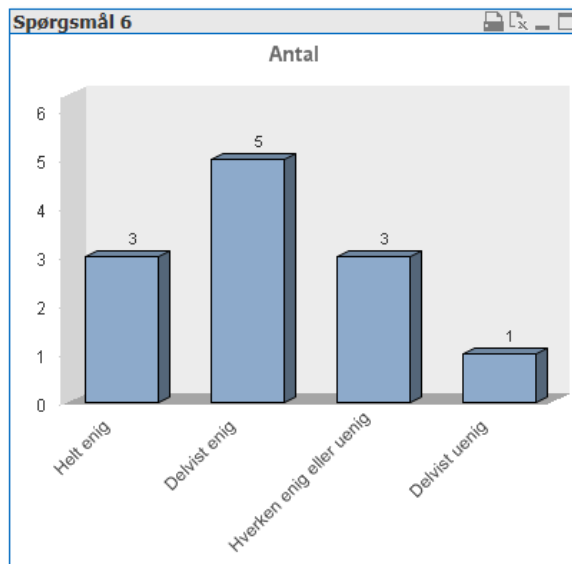 Spørgsmål 6
Antal
6
5
4
3
2
1
0
3
5
3
1
Helt enig
Delvist enig
Hverken enig eller uenig
Delvist uenig